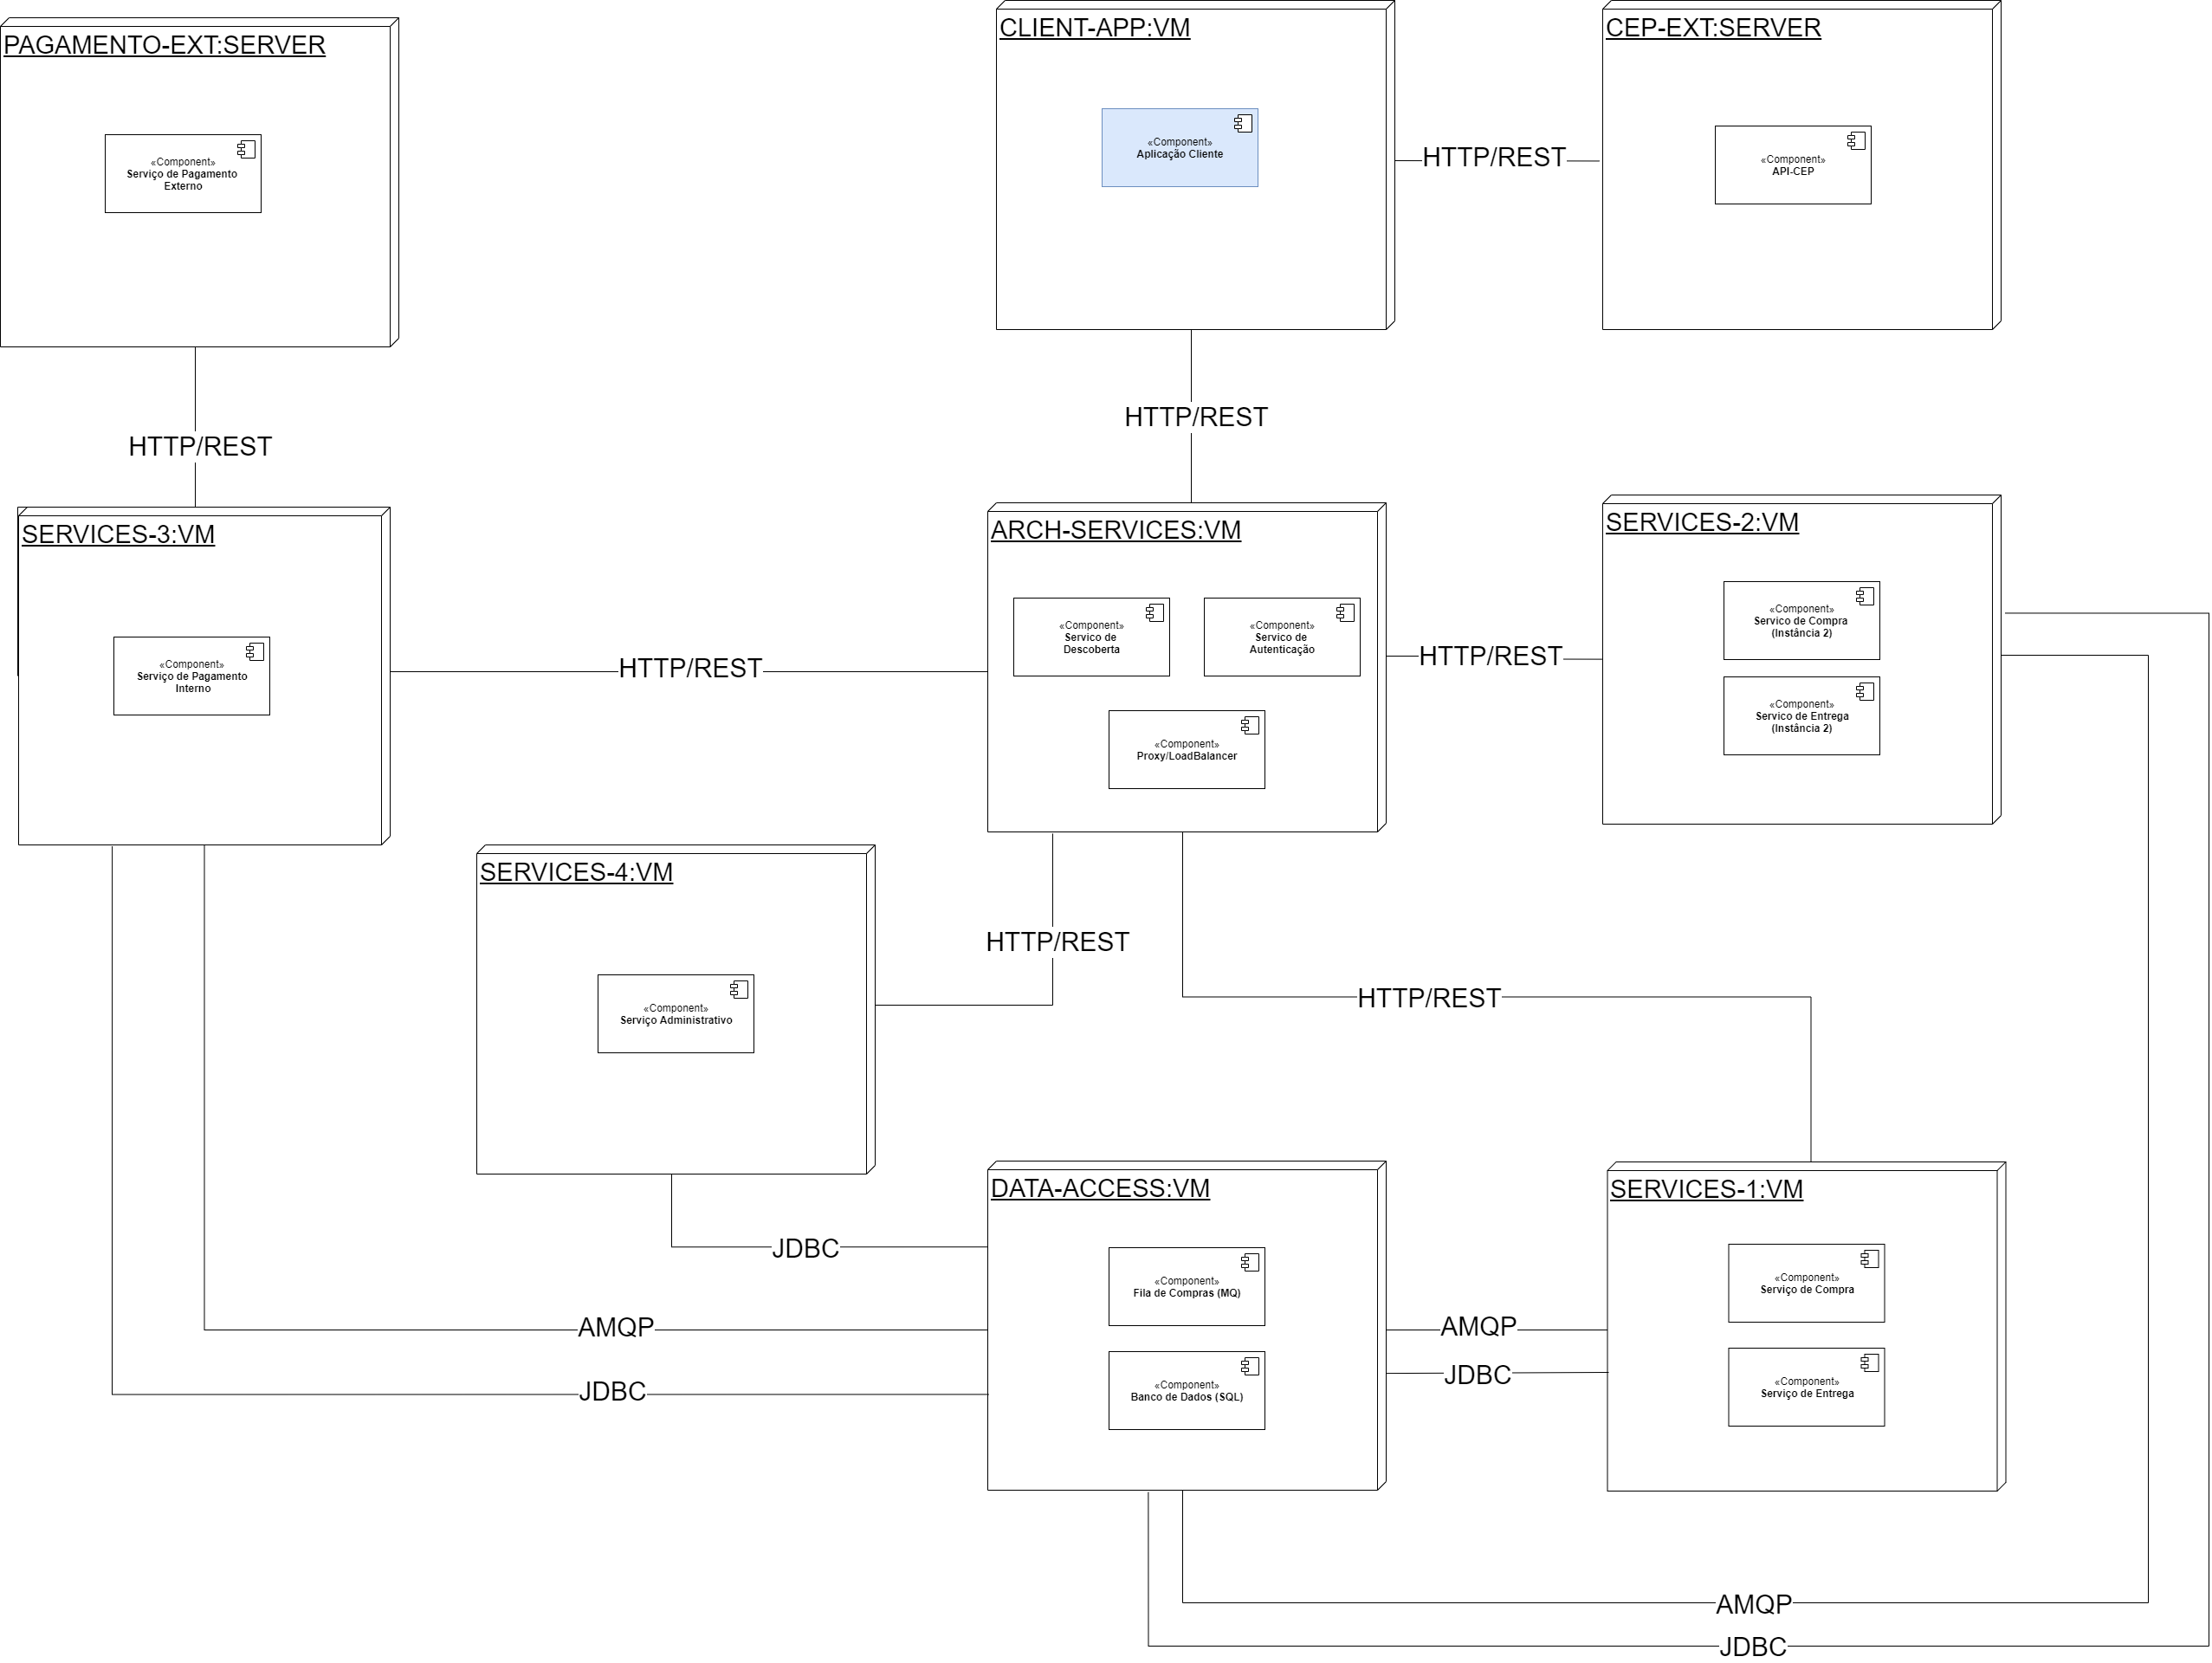 PAGAMENTO-EXT:SERVER
«Component»
Serviço de Pagamento
Externo
CLIENT-APP:VM
«Component»
Aplicação Cliente
HTTP/REST
CEP-EXT:SERVER
«Component»
API-CEP
HTTP/REST
HTTP/REST
SERVICES-3:VM
«Component»
Serviço de Pagamento
Interno
HTTP/REST
ARCH-SERVICES:VM
«Component»
Servico de
Descoberta
«Component»
Servico de
Autenticação
«Component»
Proxy/LoadBalancer
HTTP/REST
SERVICES-2:VM
«Component»
Servico de Compra
(Instância 2)
«Component»
Servico de Entrega
(Instância 2)
SERVICES-4:VM
«Component»
Serviço Administrativo
HTTP/REST
HTTP/REST
DATA-ACCESS:VM
«Component»
Fila de Compras (MQ)
«Component»
Banco de Dados (SQL)
SERVICES-1:VM
«Component»
Serviço de Compra
«Component»
Serviço de Entrega
JDBC
AMQP
JDBC
AMQP
JDBC
AMQP
JDBC